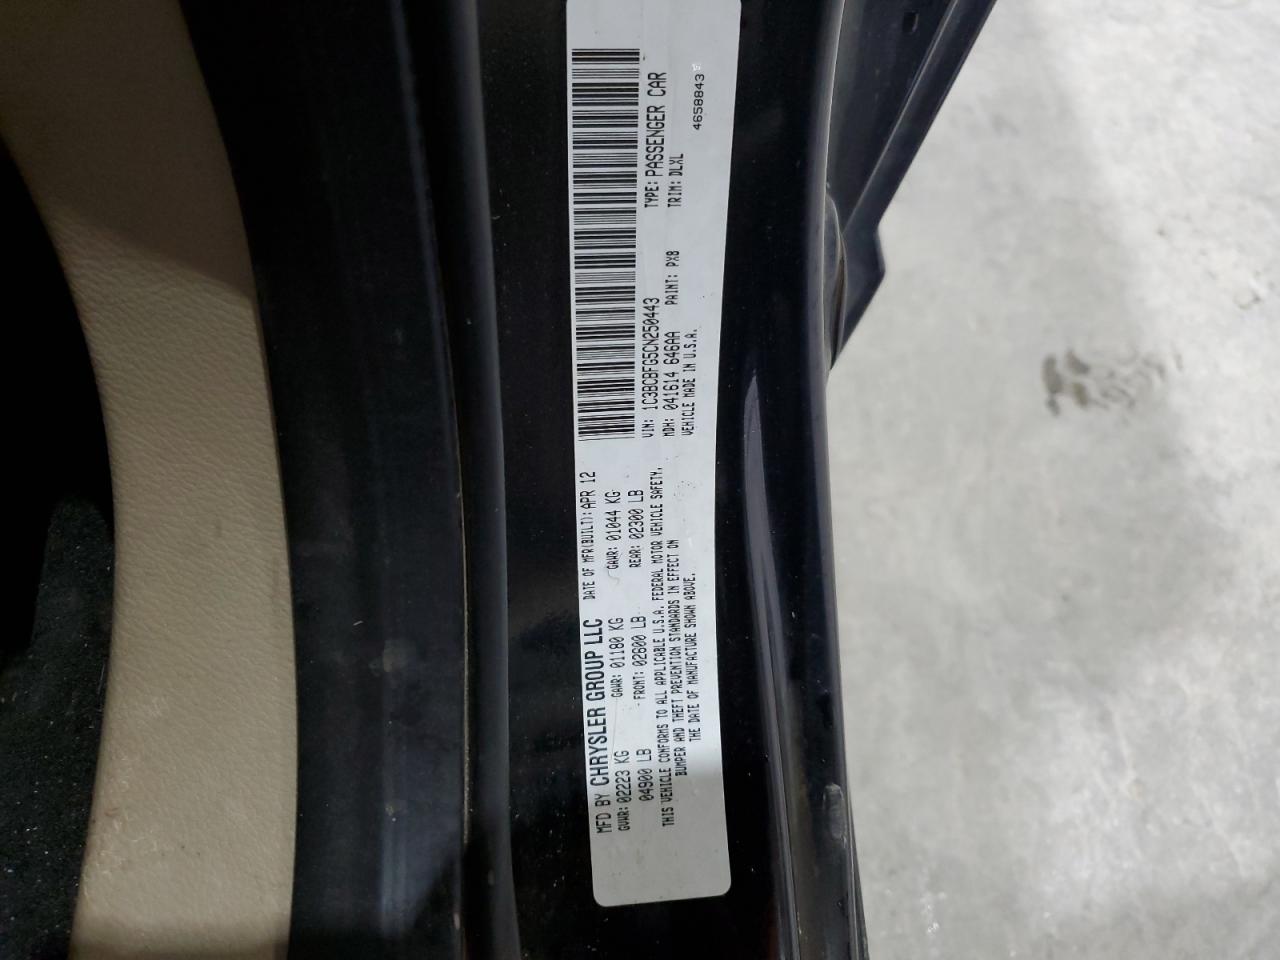 MFD BY CHRYSLER GROUP LLC DATE OF MFR(BUILT): APR 12
GVWR: 02223 KG GAWR: 01180 KG GAWR: 01044 KG
04900 LB FRONT: 02600 LB REAR: 02300 LB
THIS VEHICLE CONFORMS TO ALL APPLICABLE U.S.A. FEDERAL MOTOR VEHICLE SAFETY,
BUMPER AND THEFT PREVENTION STANDARDS IN EFFECT ON
THE DATE OF MANUFACTURE SHOWN ABOVE.
VIN: 1C3BCBFG5CN250443 TYPE: PASSENGER CAR
MDH: 041614 646AA PAINT: PX8 TRIM: DLXL
VEHICLE MADE IN U.S.A.
4658843